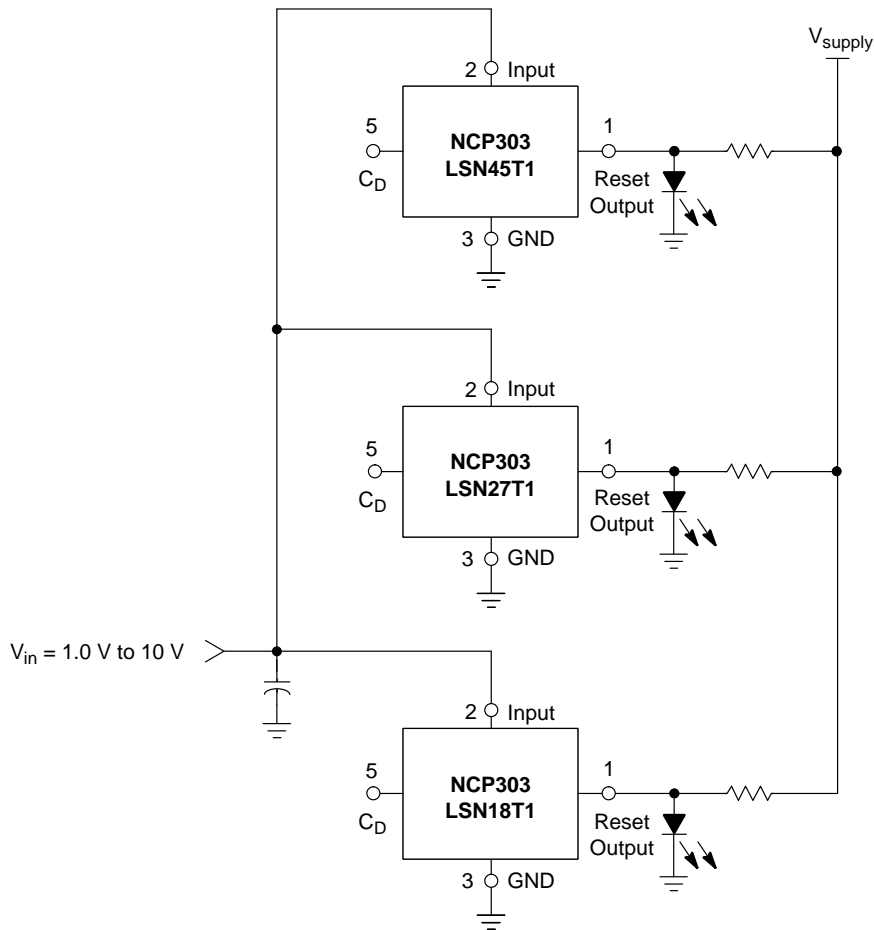 V_supply
2 Input
5
C_D
NCP303
LSN45T1
1
Reset
Output
3 GND
2 Input
5
C_D
NCP303
LSN27T1
1
Reset
Output
3 GND
V_in = 1.0 V to 10 V
2 Input
5
C_D
NCP303
LSN18T1
1
Reset
Output
3 GND